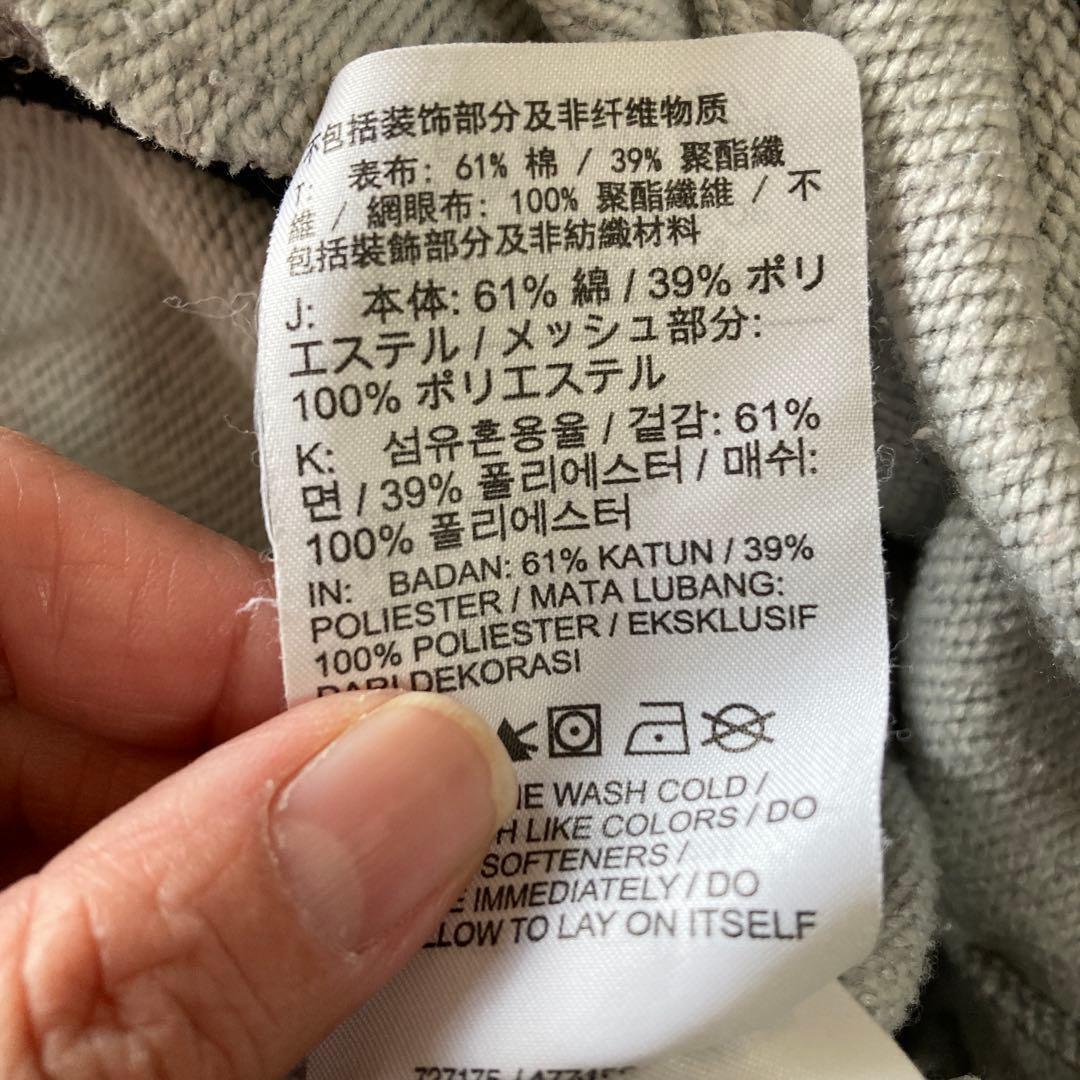 不包括装饰部分及非纤维物质
T: 表布: 61% 棉 / 39% 聚酯纖
維 / 網眼布: 100% 聚酯纖維 / 不
包括裝飾部分及非紡織材料
J: 本体: 61% 綿 / 39% ポリ
エステル / メッシュ部分:
100% ポリエステル
K: 섬유혼용율 / 겉감: 61%
면 / 39% 폴리에스터 / 매쉬:
100% 폴리에스터
IN: BADAN: 61% KATUN / 39%
POLIESTER / MATA LUBANG:
100% POLIESTER / EKSKLUSIF
DARI DEKORASI
WASH COLD /
LIKE COLORS / DO
SOFTENERS /
IMMEDIATELY / DO
TO LAY ON ITSELF